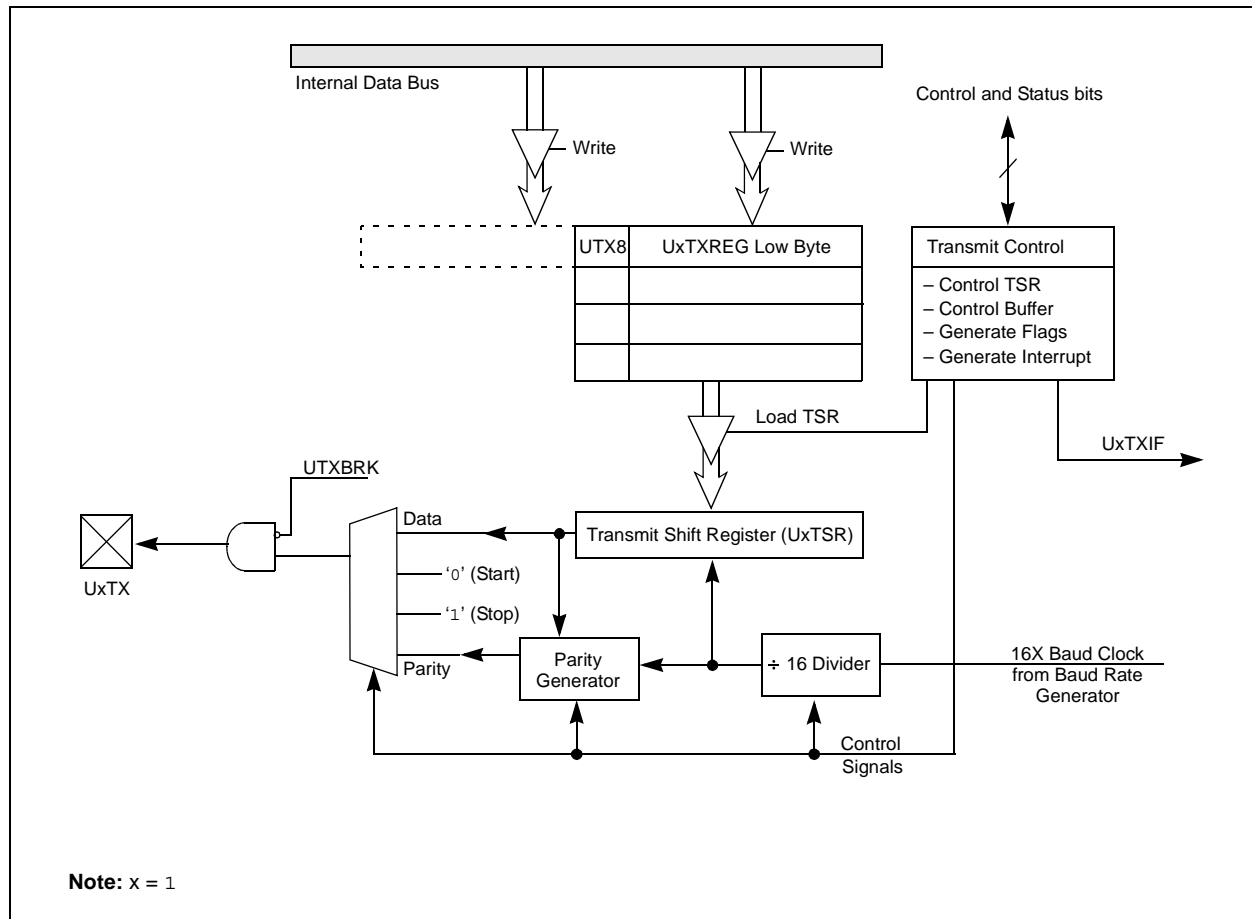 Internal Data Bus
Control and Status bits
Write
Write
UTX8
UxTXREG Low Byte
Transmit Control
– Control TSR
– Control Buffer
– Generate Flags
– Generate Interrupt
Load TSR
UxTXIF
UTXBRK
Data
Transmit Shift Register (UxTSR)
UxTX
‘0’ (Start)
‘1’ (Stop)
Parity
Parity
Generator
÷ 16 Divider
16X Baud Clock
from Baud Rate
Generator
Control
Signals
Note: x = 1